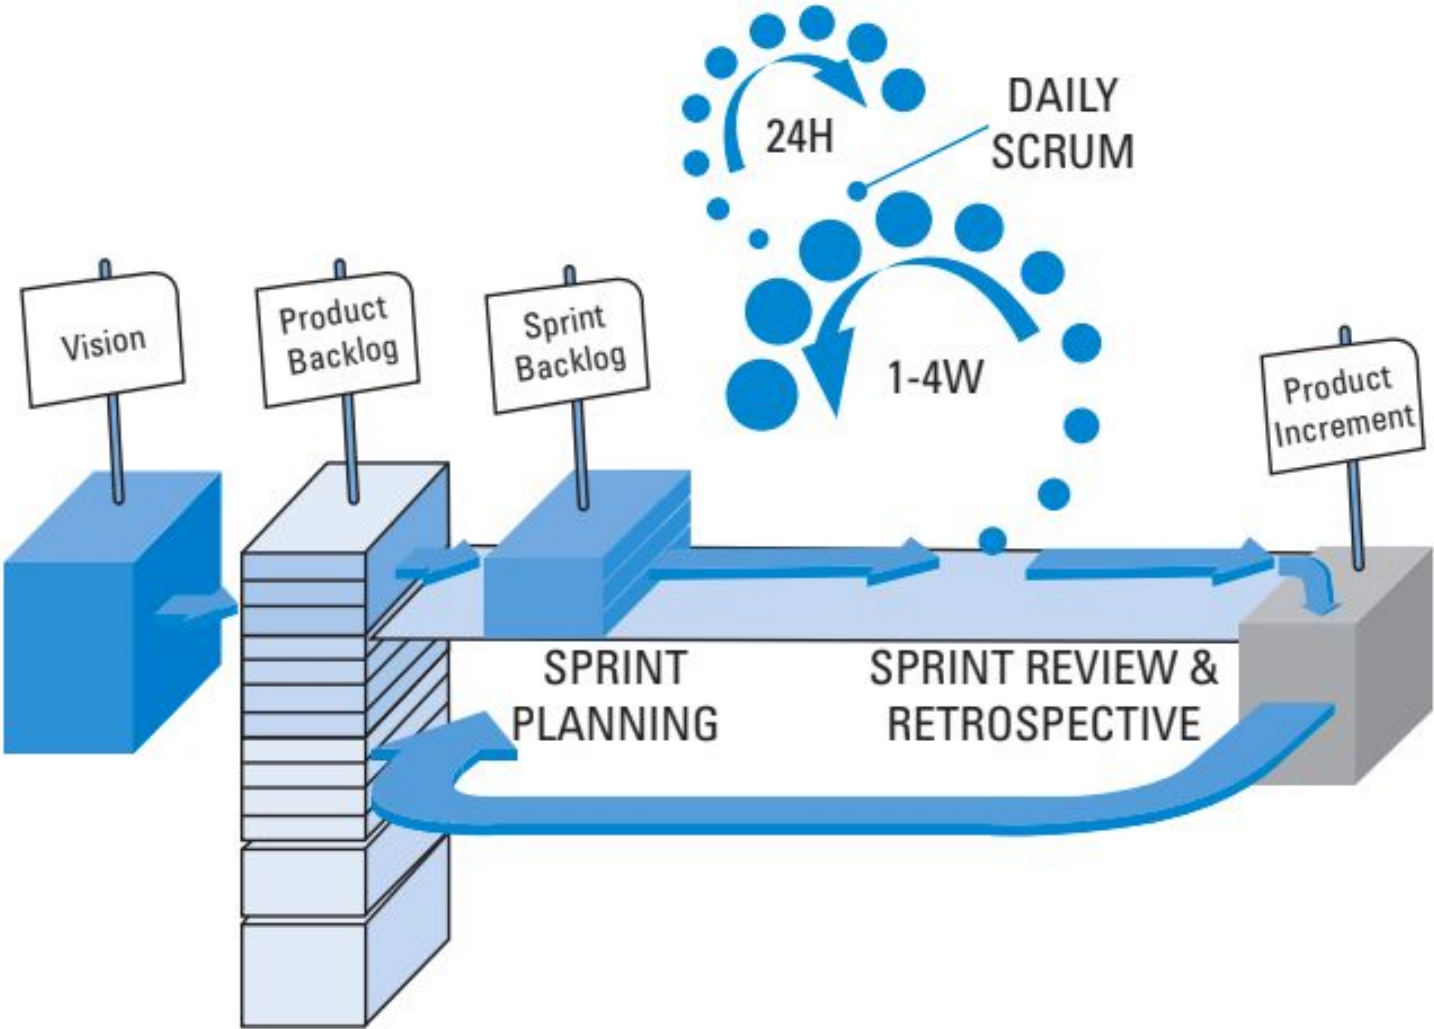 24H
DAILY
SCRUM
1-4W
Vision
Product
Backlog
Sprint
Backlog
Product
Increment
SPRINT
PLANNING
SPRINT REVIEW &
RETROSPECTIVE